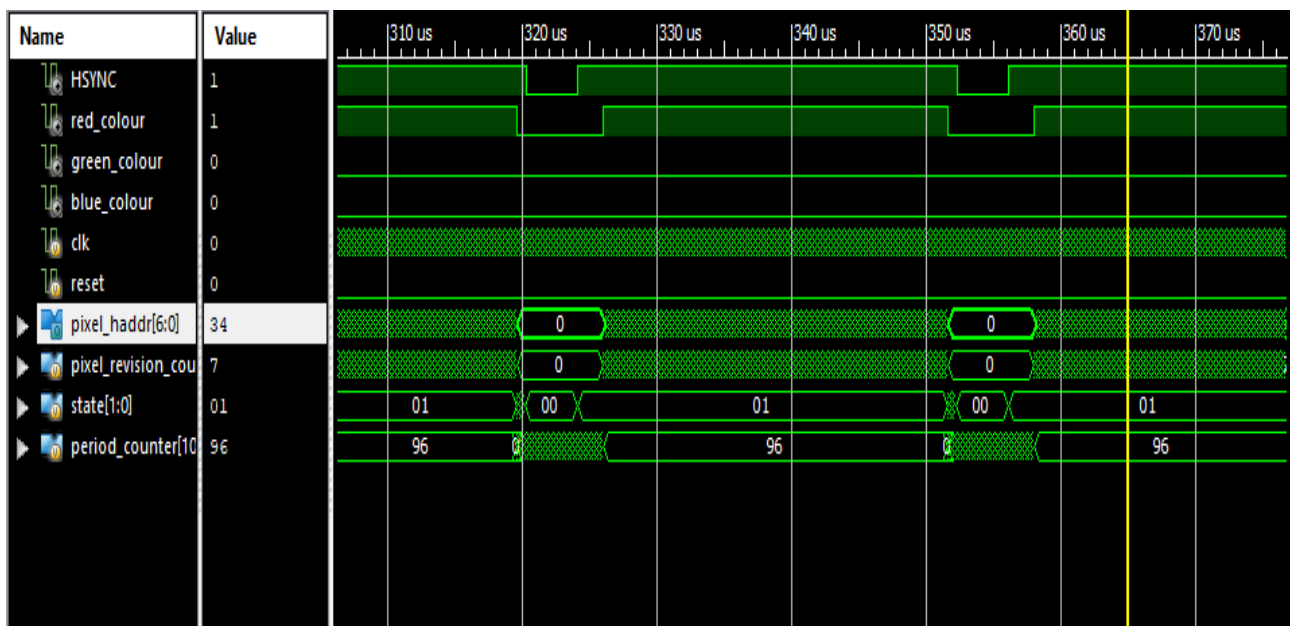 Name Value 310 us 320 us 330 us 340 us 350 us 360 us 370 us
HSYNC 1
red_colour 1
green_colour 0
blue_colour 0
clk 0
reset 0
pixel_haddr[6:0] 34 0 0
pixel_revision_cou 7 0 0
state[1:0] 01 01 00 01 00 01
period_counter[10 96 96 96 96